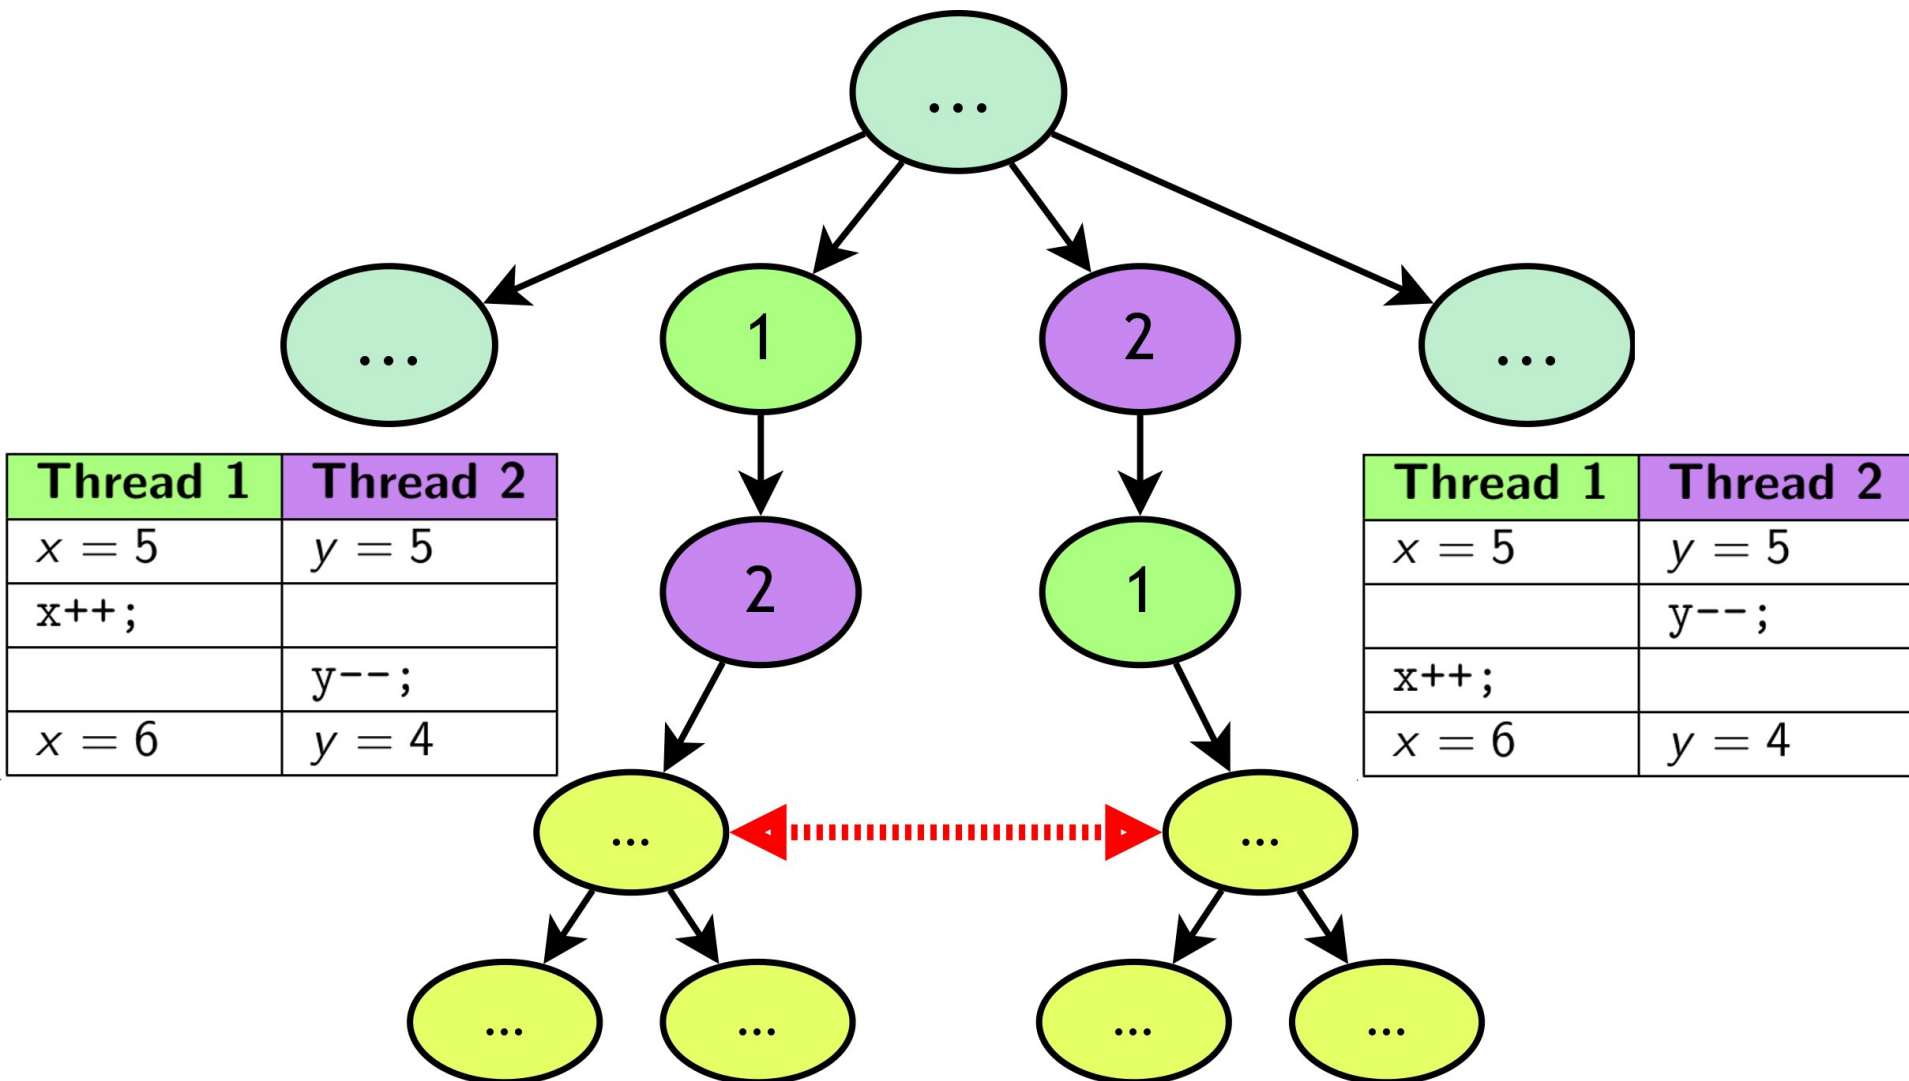 ...
...
1
2
...
Thread 1 Thread 2
x = 5 y = 5
x++;
y--;
x = 6 y = 4
2
1
Thread 1 Thread 2
x = 5 y = 5
y--;
x++;
x = 6 y = 4
...
...
...
...
...
...